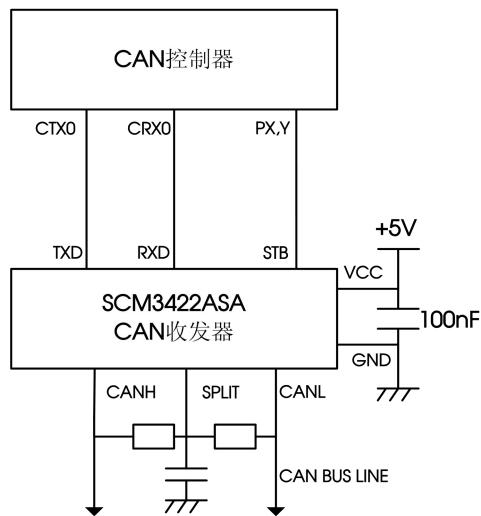 CAN控制器
CTX0 CRX0 PX,Y
+5V
TXD RXD STB
VCC
SCM3422ASA
CAN收发器
100nF
GND
CANH SPLIT CANL
CAN BUS LINE